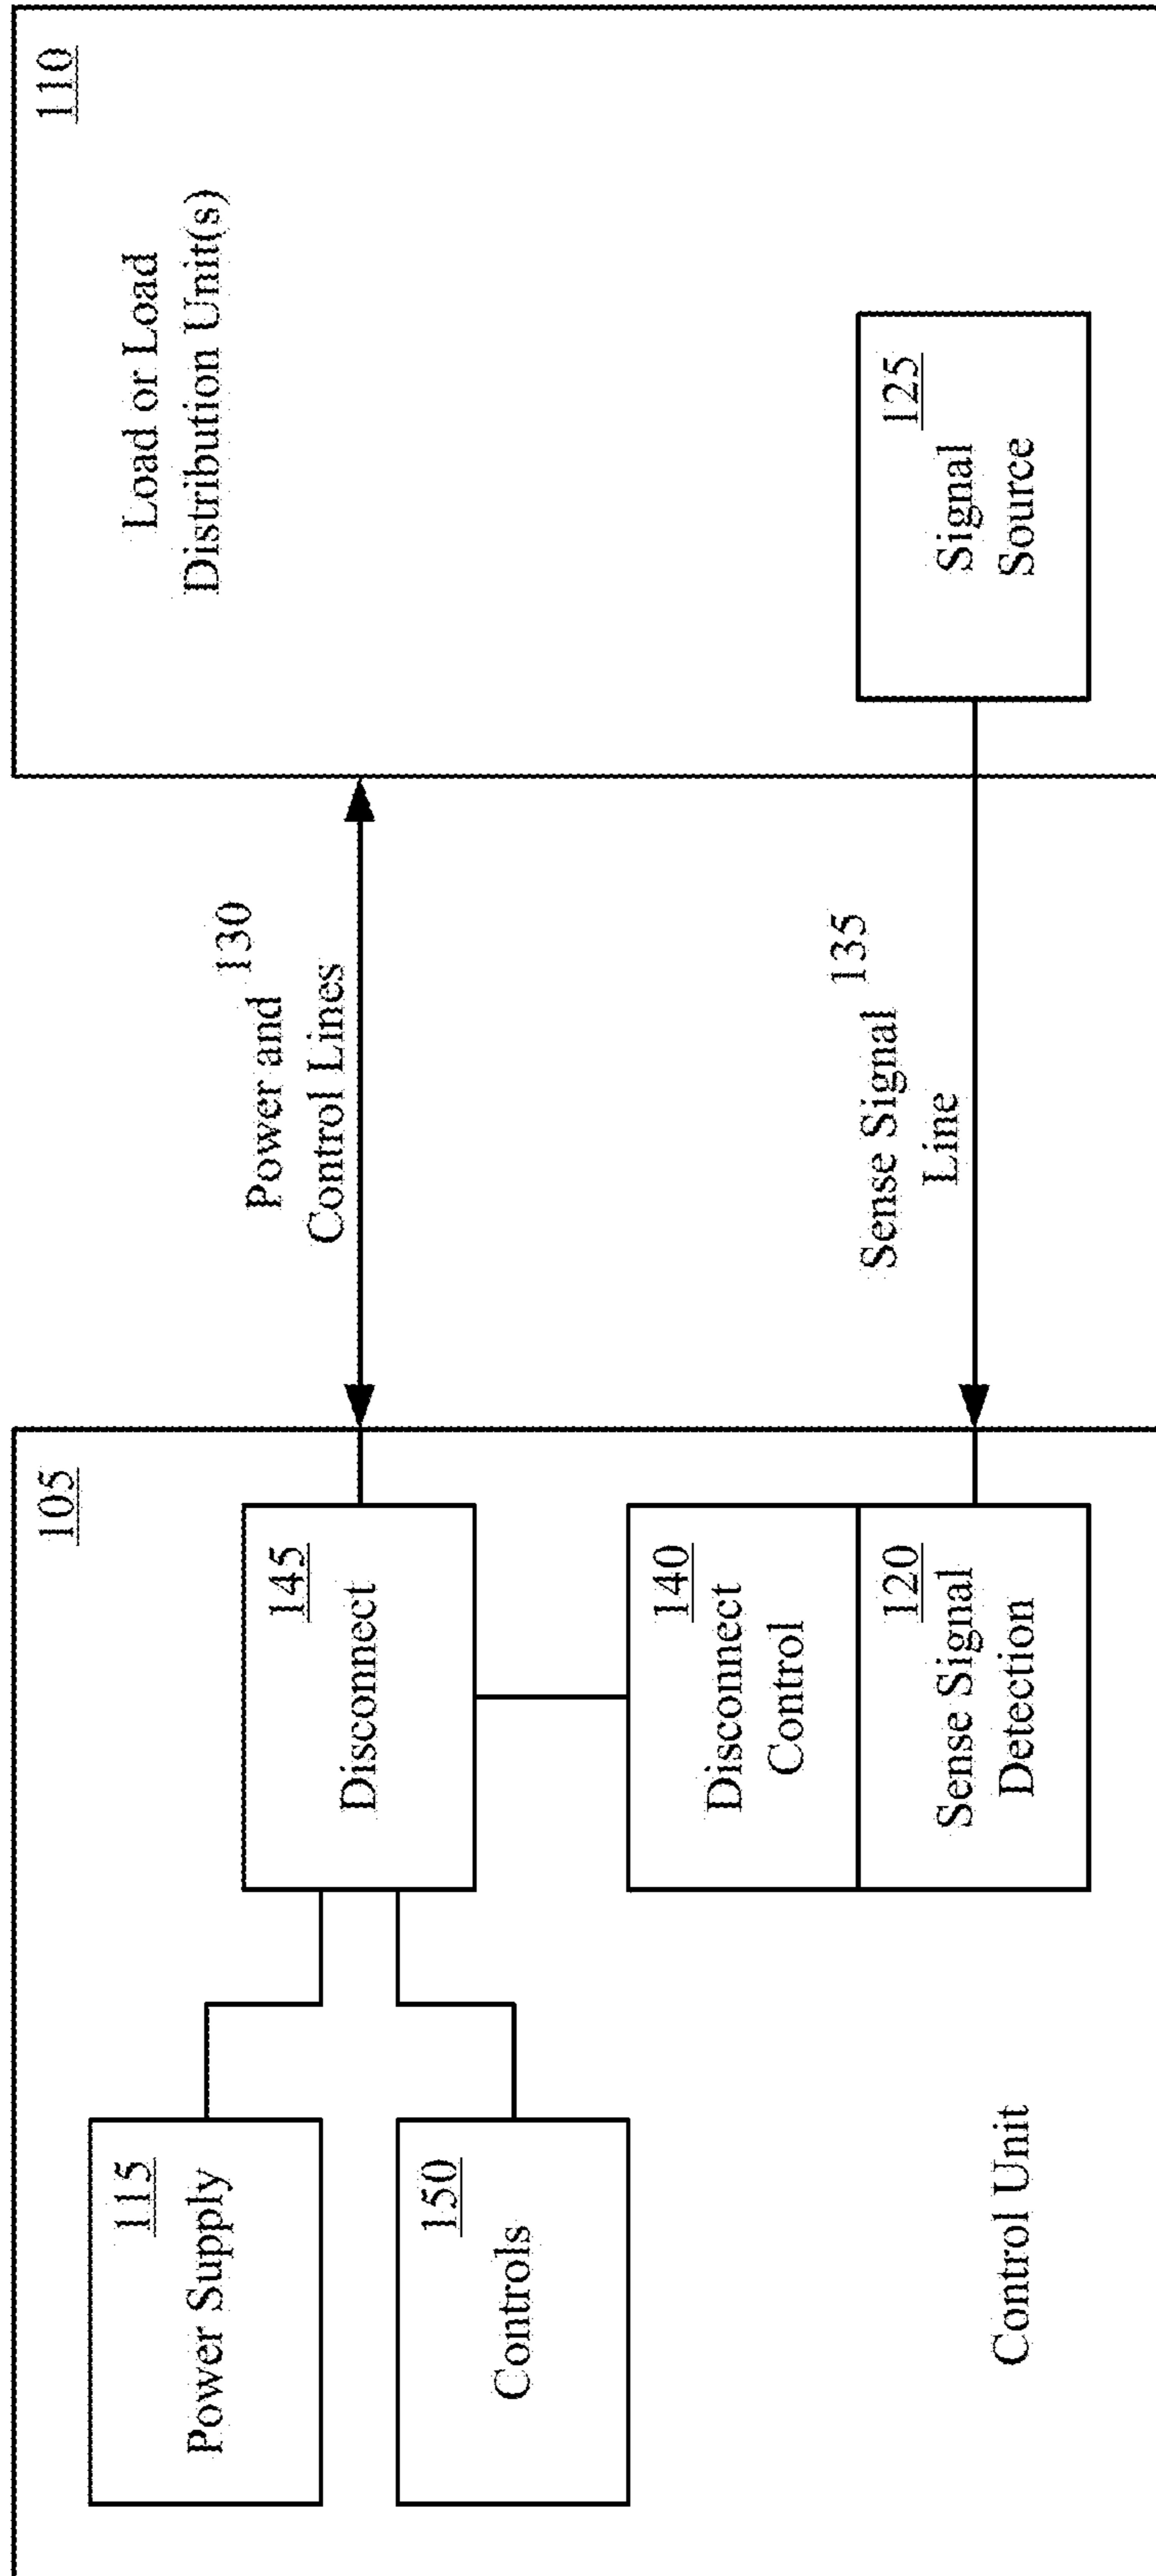 105
115
Power Supply
150
Controls
145
Disconnect
140
Disconnect
Control
120
Sense Signal
Detection
Control Unit
130
Power and
Control Lines
135
Sense Signal
Line
110
Load or Load
Distribution Unit(s)
125
Signal
Source